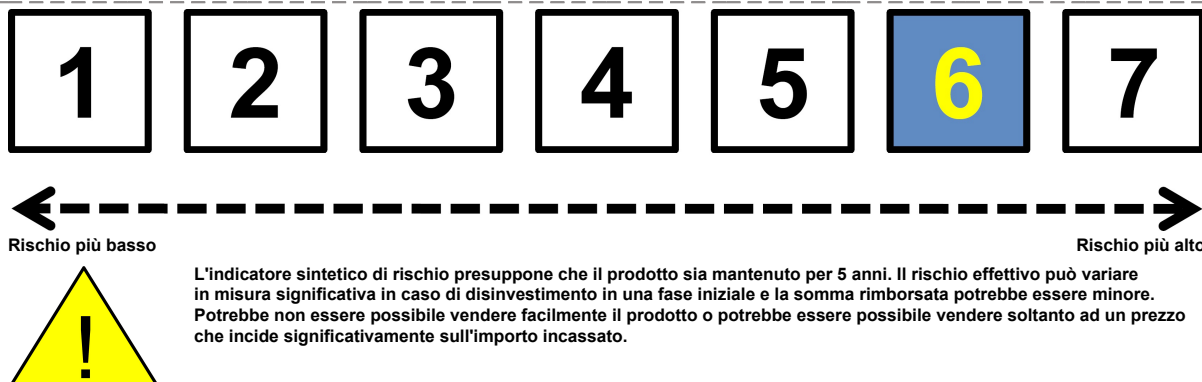 1 2 3 4 5 6 7
Rischio più basso Rischio più alto
L'indicatore sintetico di rischio presuppone che il prodotto sia mantenuto per 5 anni. Il rischio effettivo può variare
in misura significativa in caso di disinvestimento in una fase iniziale e la somma rimborsata potrebbe essere minore.
Potrebbe non essere possibile vendere facilmente il prodotto o potrebbe essere possibile vendere soltanto ad un prezzo
che incide significativamente sull'importo incassato.
!